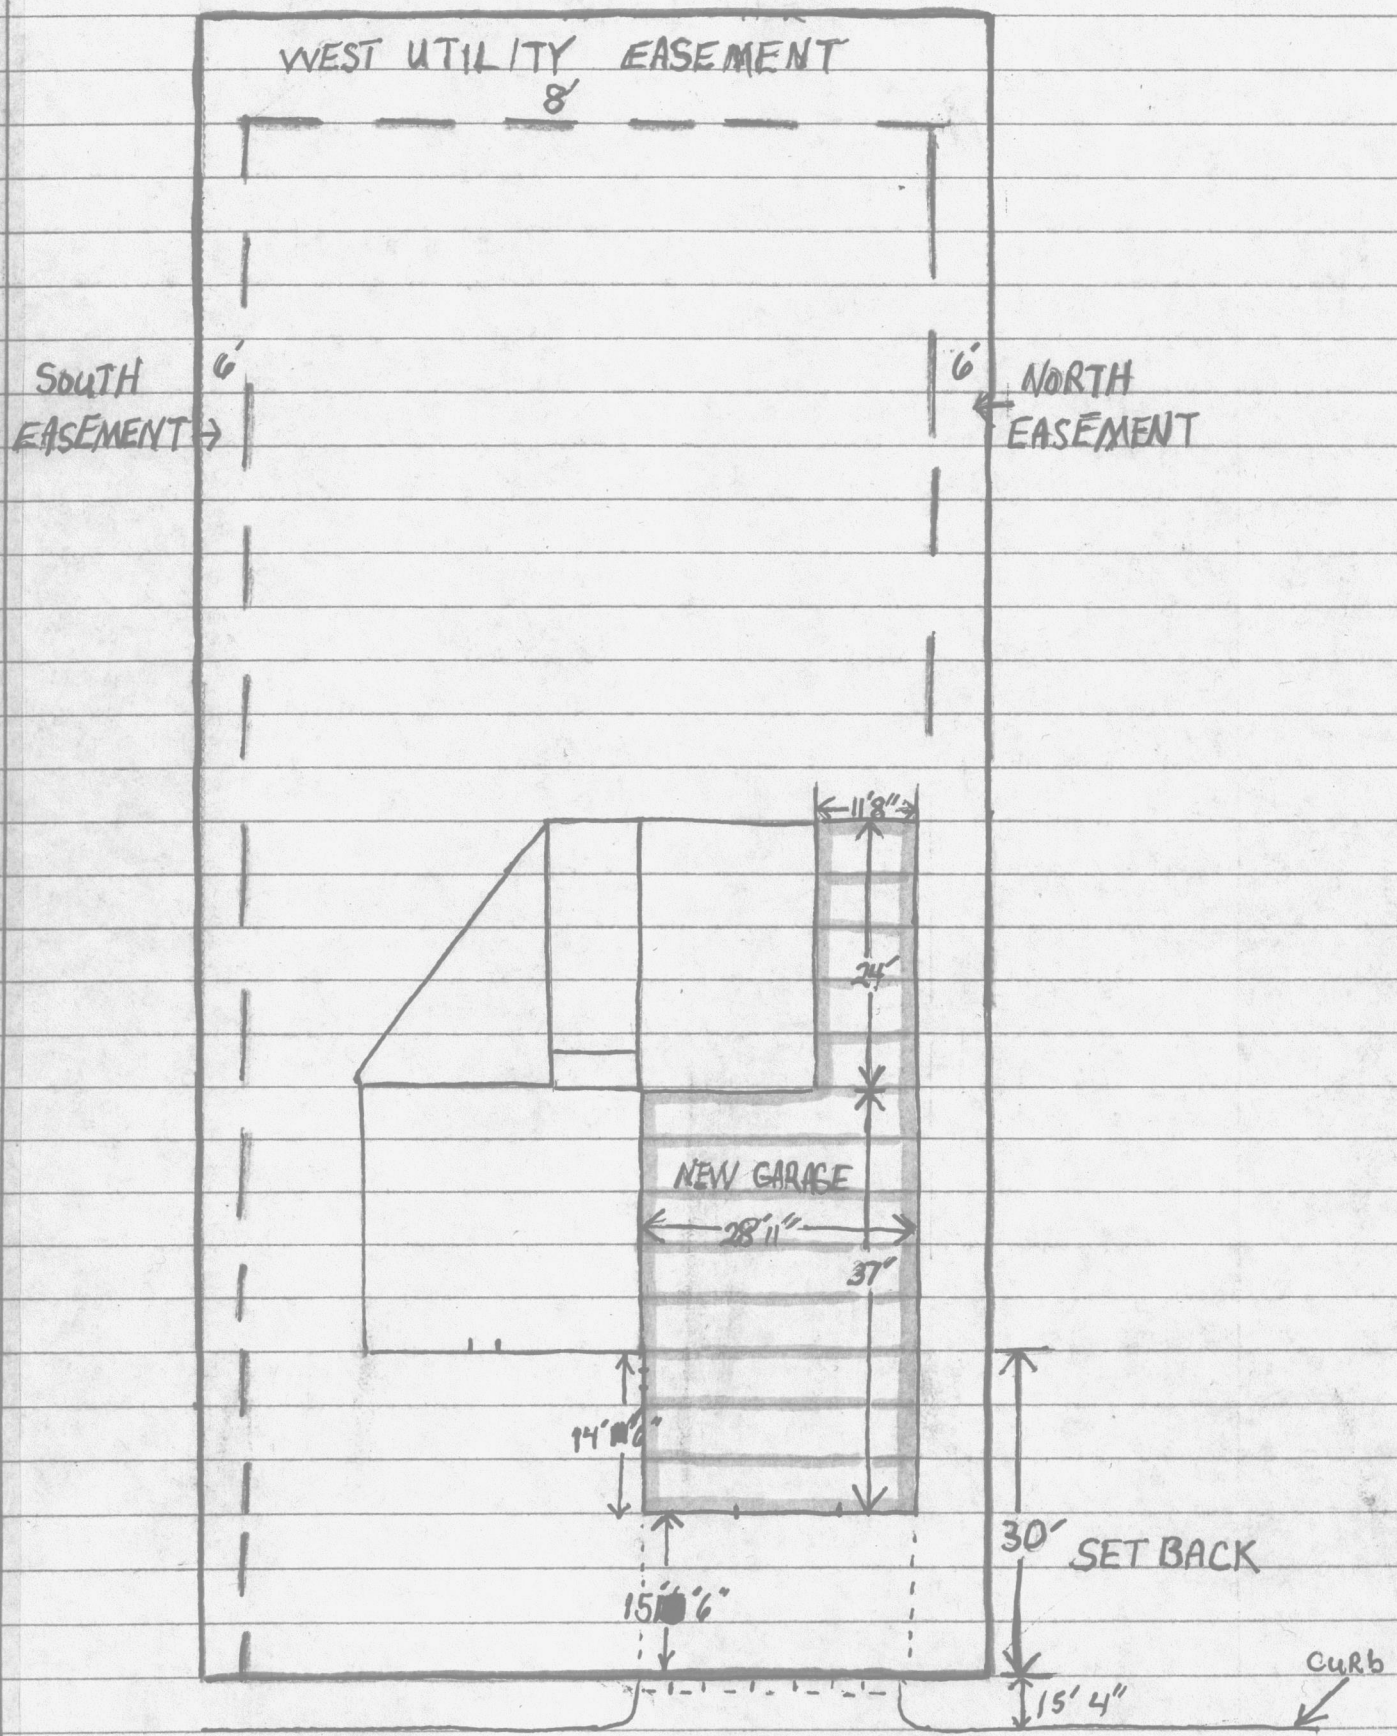 WEST UTILITY EASEMENT
8'
6'
6'
SOUTH
EASEMENT
NORTH
EASEMENT
11'8"
24'
NEW GARAGE
28'11"
37'
14' 6"
30' SET BACK
15' 6"
CURB
15' 4"